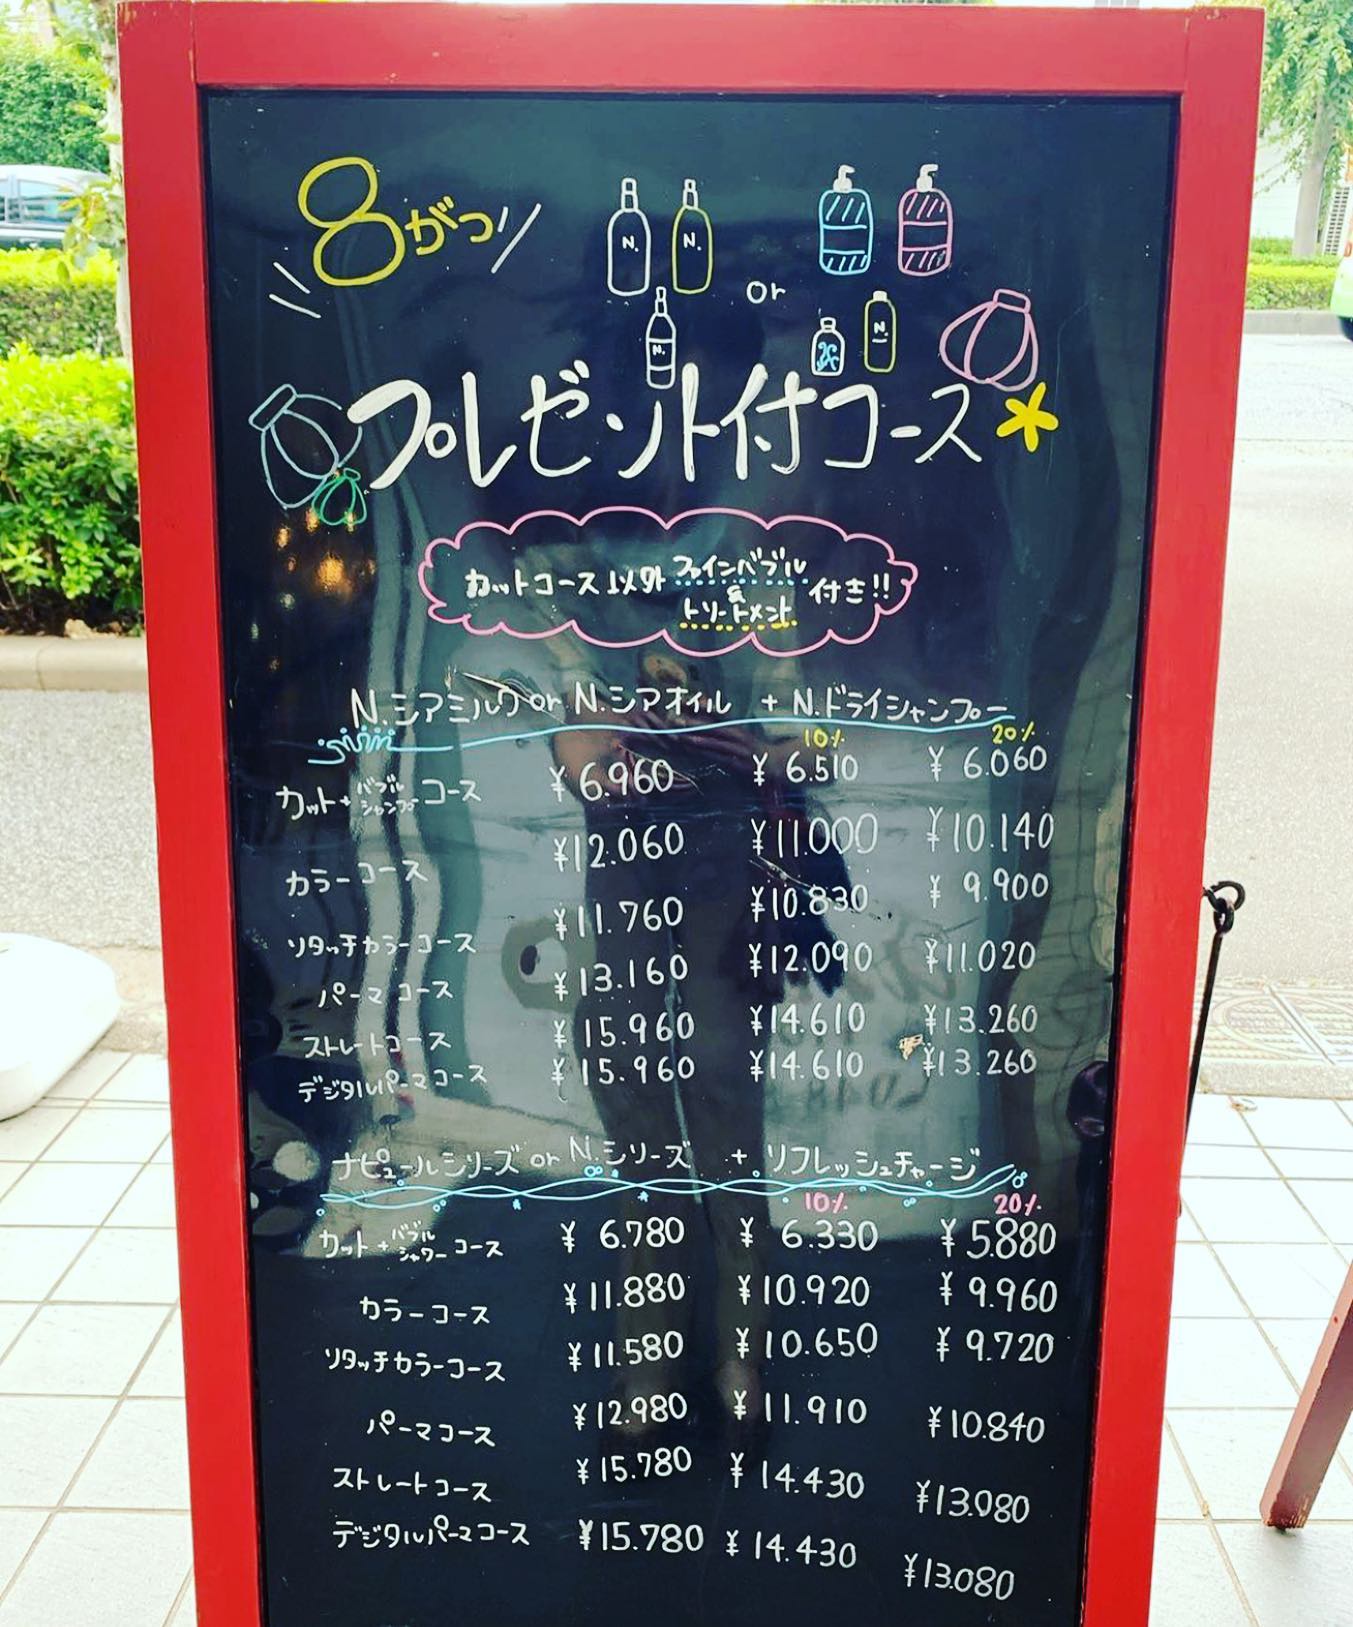 8がつ
N. N. N.
or
N.
プレゼント付コース
カットコース以外 ファインバブル & トリートメント 付き!!
N.シアミルク or N.シアオイル + N.ドライシャンプー
10% 20%
カット+バブルシャンプーコース ¥6.960 ¥6.510 ¥6.060
カラーコース ¥12.060 ¥11.000 ¥10.140
リタッチカラーコース ¥11.760 ¥10.830 ¥9.900
パーマコース ¥13.160 ¥12.090 ¥11.020
ストレートコース ¥15.960 ¥14.610 ¥13.260
デジタルパーマコース ¥15.960 ¥14.610 ¥13.260
ナピュールシリーズ or N.シリーズ + リフレッシュチャージ
10% 20%
カット+バブルシャワーコース ¥6.780 ¥6.330 ¥5.880
カラーコース ¥11.880 ¥10.920 ¥9.960
リタッチカラーコース ¥11.580 ¥10.650 ¥9.720
パーマコース ¥12.980 ¥11.910 ¥10.840
ストレートコース ¥15.780 ¥14.430 ¥13.080
デジタルパーマコース ¥15.780 ¥14.430 ¥13.080